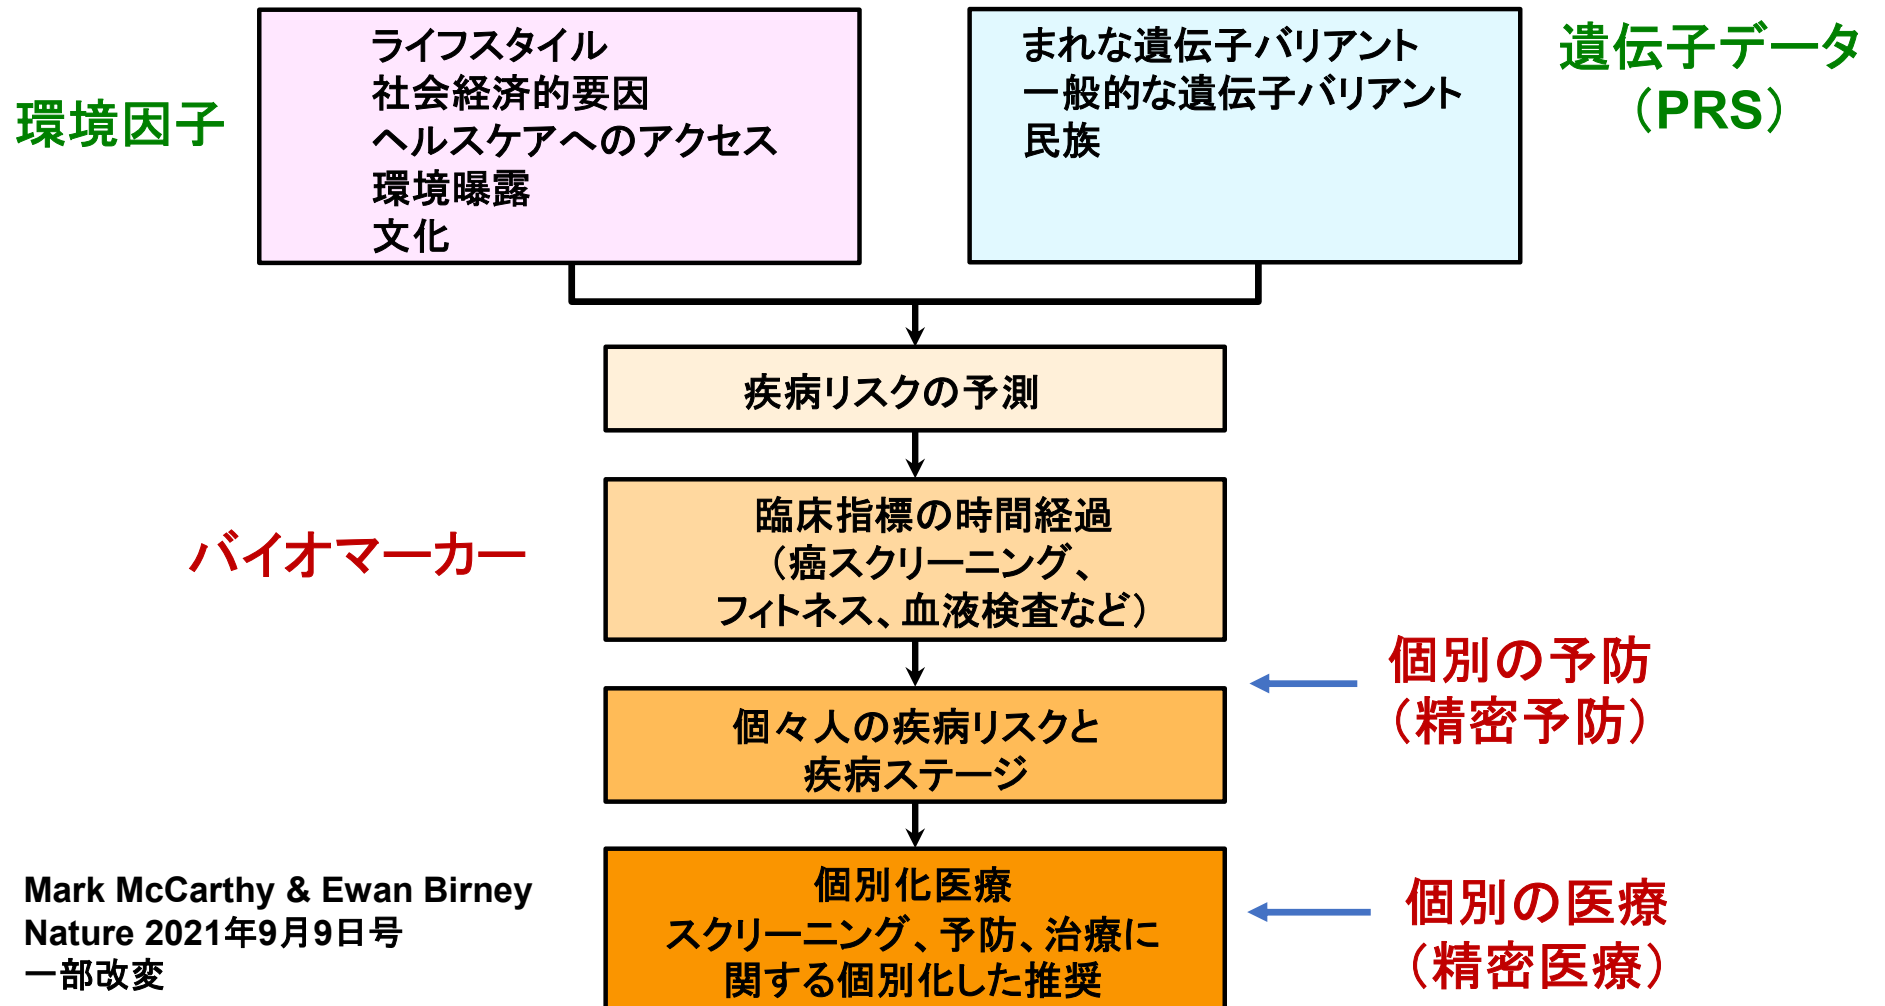 環境因子
ライフスタイル
社会経済的要因
ヘルスケアへのアクセス
環境曝露
文化
まれな遺伝子バリアント
一般的な遺伝子バリアント
民族
遺伝子データ
（PRS）
疾病リスクの予測
バイオマーカー
臨床指標の時間経過
（癌スクリーニング、
フィトネス、血液検査など）
個別の予防
（精密予防）
個々人の疾病リスクと
疾病ステージ
個別化医療
スクリーニング、予防、治療に
関する個別化した推奨
個別の医療
（精密医療）
Mark McCarthy & Ewan Birney
Nature 2021年9月9日号
一部改変